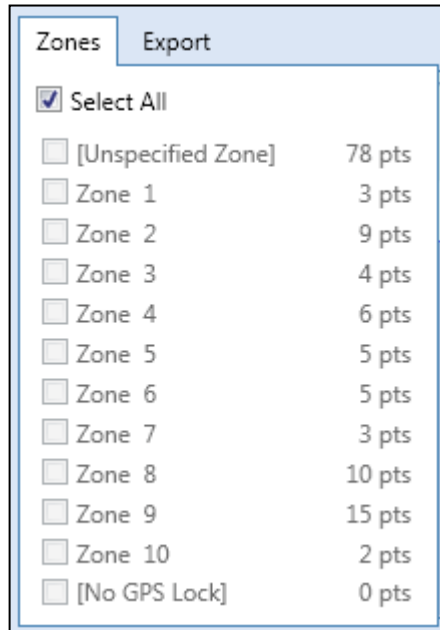 Zones Export
Select All
[Unspecified Zone] 78 pts
Zone 1 3 pts
Zone 2 9 pts
Zone 3 4 pts
Zone 4 6 pts
Zone 5 5 pts
Zone 6 5 pts
Zone 7 3 pts
Zone 8 10 pts
Zone 9 15 pts
Zone 10 2 pts
[No GPS Lock] 0 pts